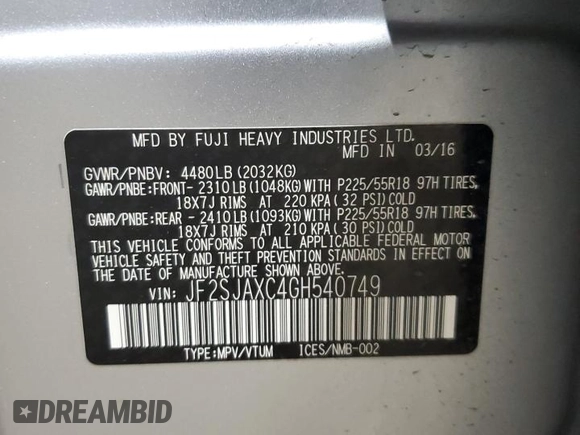 MFD BY FUJI HEAVY INDUSTRIES LTD.
MFD IN 03/16
GVWR/PNBV: 4480LB(2032KG)
GAWR/PNBE:FRONT-2310LB(1048KG)WITH P225/55R18 97H TIRES,
18X7J RIMS AT 220 KPA(32 PSI)COLD
GAWR/PNBE:REAR -2410LB(1093KG)WITH P225/55R18 97H TIRES,
18X7J RIMS AT 210 KPA(30 PSI)COLD
THIS VEHICLE CONFORMS TO ALL APPLICABLE FEDERAL MOTOR
VEHICLE SAFETY AND THEFT PREVENTION STANDARDS IN EFFECT ON
THE DATE OF MANUFACTURE SHOWN ABOVE.
VIN: JF2SJAXC4GH540749
TYPE:MPV/VTUM ICES/NMB-002
DREAMBID